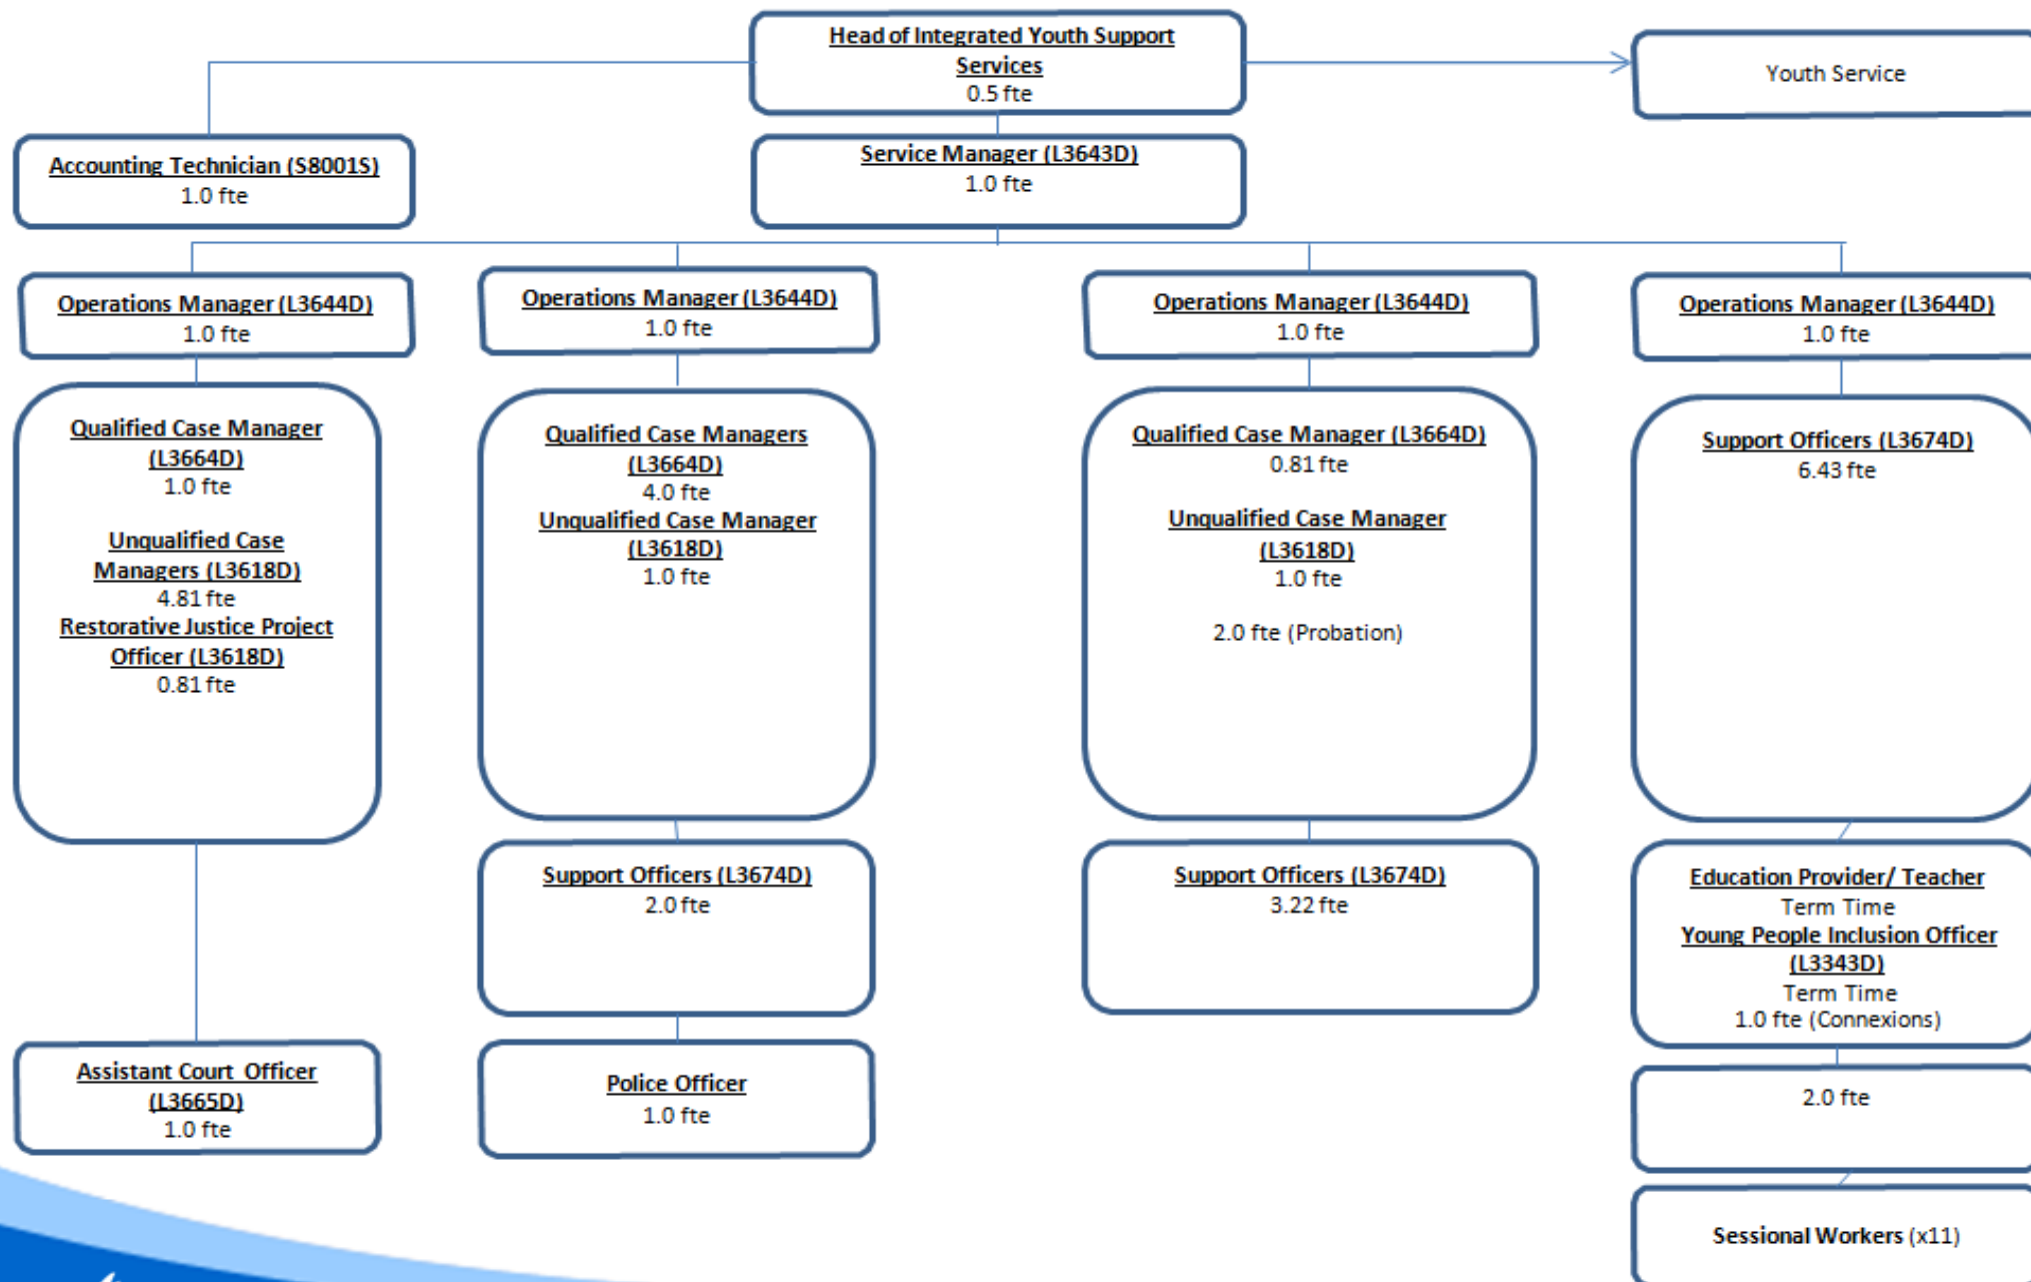 Head of Integrated Youth Support
Services
0.5 fte
Youth Service
Accounting Technician (S8001S)
1.0 fte
Service Manager (L3643D)
1.0 fte
Operations Manager (L3644D)
1.0 fte
Operations Manager (L3644D)
1.0 fte
Operations Manager (L3644D)
1.0 fte
Operations Manager (L3644D)
1.0 fte
Qualified Case Manager
(L3664D)
1.0 fte
Unqualified Case
Managers (L3618D)
4.81 fte
Restorative Justice Project
Officer (L3618D)
0.81 fte
Qualified Case Managers
(L3664D)
4.0 fte
Unqualified Case Manager
(L3618D)
1.0 fte
Qualified Case Manager (L3664D)
0.81 fte
Unqualified Case Manager
(L3618D)
1.0 fte
2.0 fte (Probation)
Support Officers (L3674D)
6.43 fte
Support Officers (L3674D)
2.0 fte
Support Officers (L3674D)
3.22 fte
Education Provider/ Teacher
Term Time
Young People Inclusion Officer
(L3343D)
Term Time
1.0 fte (Connexions)
Assistant Court Officer
(L3665D)
1.0 fte
Police Officer
1.0 fte
2.0 fte
Sessional Workers (x11)